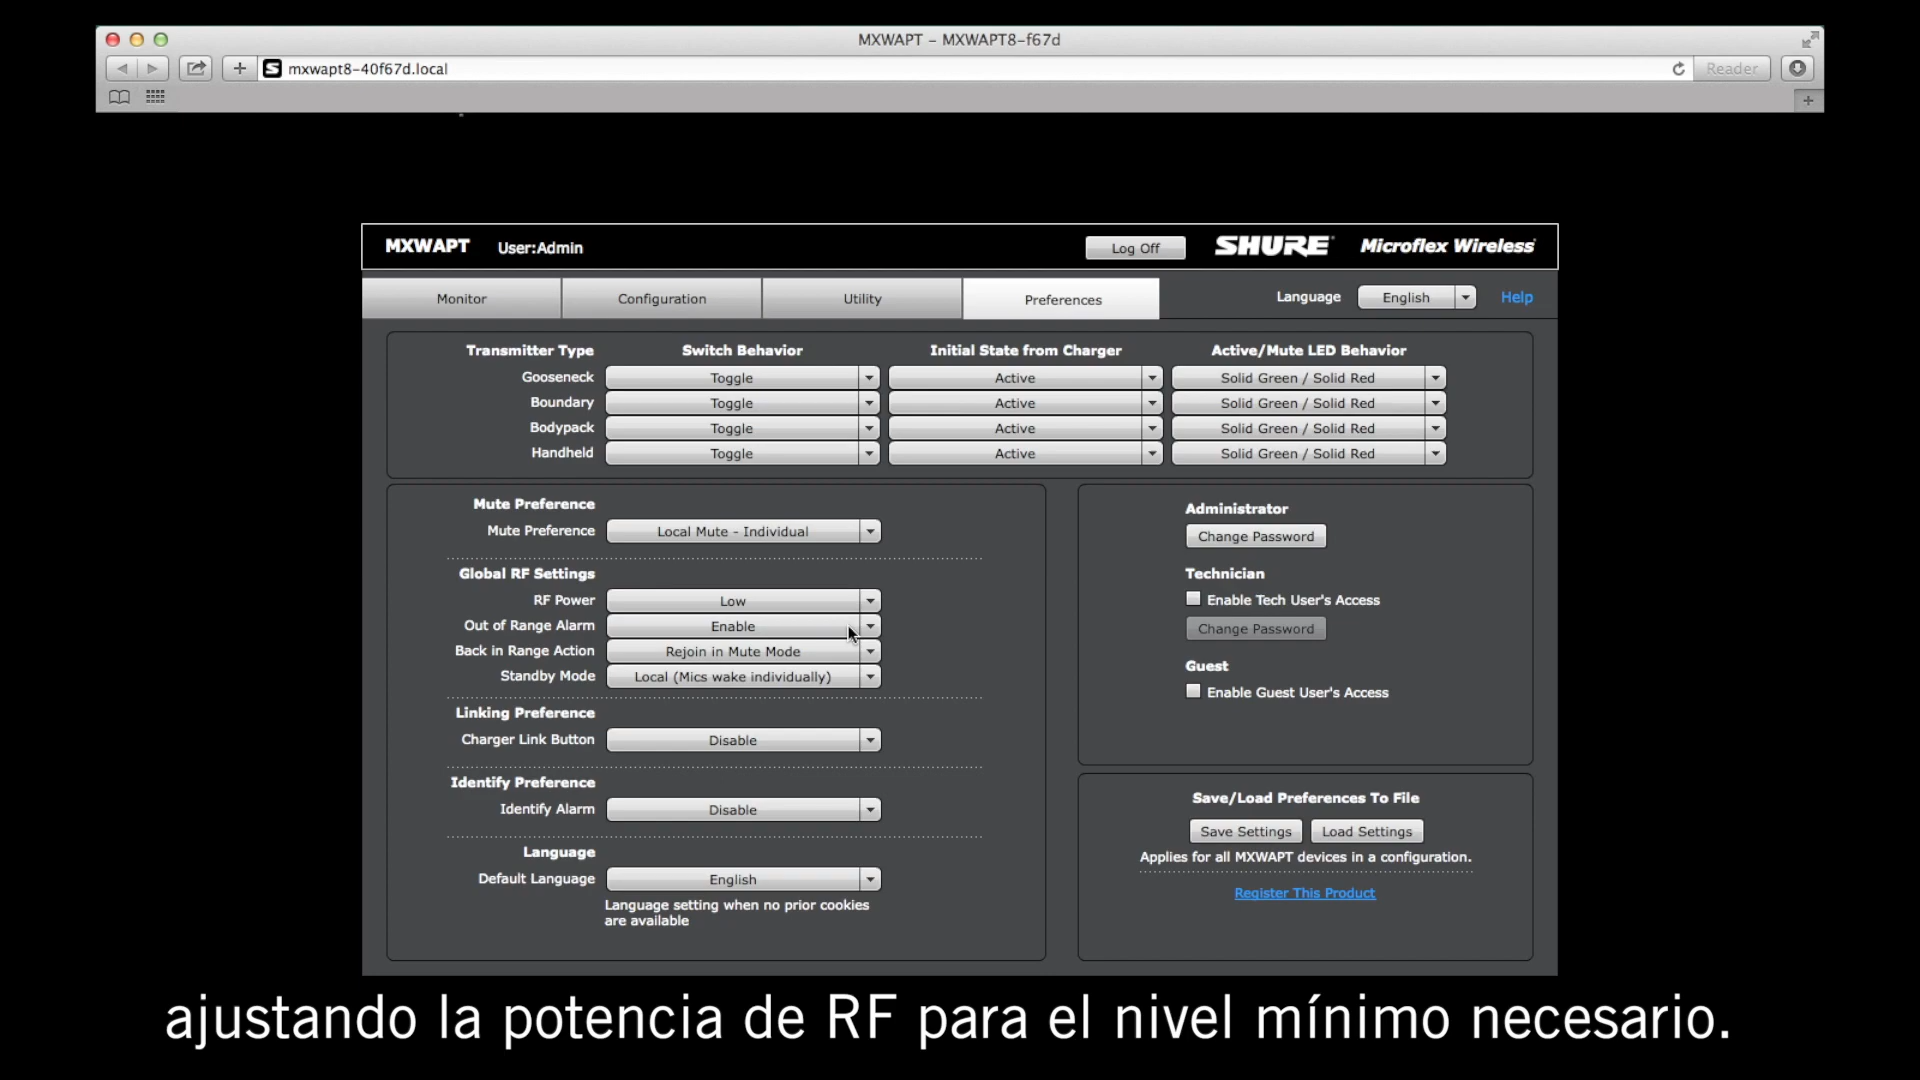 MXWAPT – MXWAPT8-f67d
mxwapt8-40f67d.local
Reader
MXWAPT User:Admin Log Off SHURE Microflex Wireless
Monitor Configuration Utility Preferences Language English Help
Transmitter Type Switch Behavior Initial State from Charger Active/Mute LED Behavior
Gooseneck Toggle Active Solid Green / Solid Red
Boundary Toggle Active Solid Green / Solid Red
Bodypack Toggle Active Solid Green / Solid Red
Handheld Toggle Active Solid Green / Solid Red
Mute Preference
Mute Preference Local Mute - Individual
Global RF Settings
RF Power Low
Out of Range Alarm Enable
Back in Range Action Rejoin in Mute Mode
Standby Mode Local (Mics wake individually)
Linking Preference
Charger Link Button Disable
Identify Preference
Identify Alarm Disable
Language
Default Language English
Language setting when no prior cookies
are available
Administrator
Change Password
Technician
Enable Tech User's Access
Change Password
Guest
Enable Guest User's Access
Save/Load Preferences To File
Save Settings Load Settings
Applies for all MXWAPT devices in a configuration.
Register This Product
ajustando la potencia de RF para el nivel mínimo necesario.